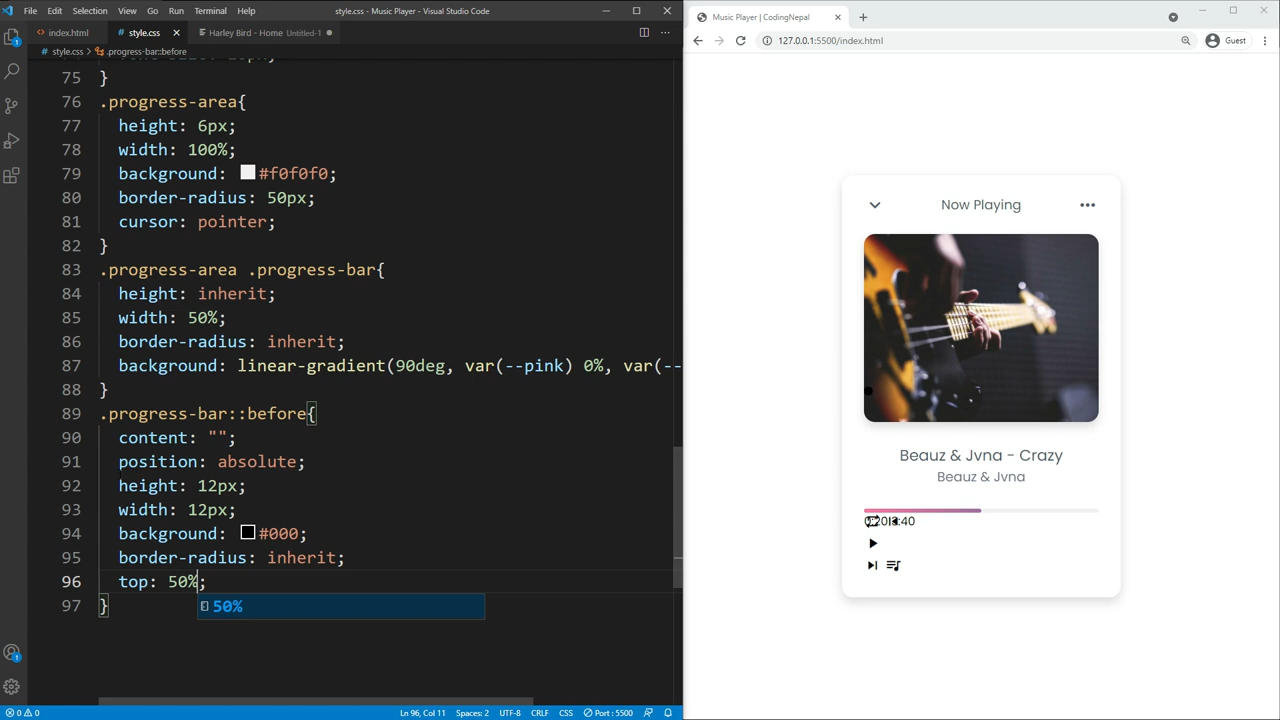 File Edit Selection View Go Run Terminal Help style.css - Music Player - Visual Studio Code
index.html style.css Harley Bird - Home Untitled-1
style.css > .progress-bar::before
75 }
76 .progress-area{
77 height: 6px;
78 width: 100%;
79 background: #f0f0f0;
80 border-radius: 50px;
81 cursor: pointer;
82 }
83 .progress-area .progress-bar{
84 height: inherit;
85 width: 50%;
86 border-radius: inherit;
87 background: linear-gradient(90deg, var(--pink) 0%, var(--
88 }
89 .progress-bar::before{
90 content: "";
91 position: absolute;
92 height: 12px;
93 width: 12px;
94 background: #000;
95 border-radius: inherit;
96 top: 50%;
50%
97 }
0 0 Ln 96, Col 11 Spaces: 2 UTF-8 CRLF CSS Port : 5500
Music Player | CodingNepal
127.0.0.1:5500/index.html Guest
Now Playing
Beauz & Jvna - Crazy
Beauz & Jvna
0:20 3:40